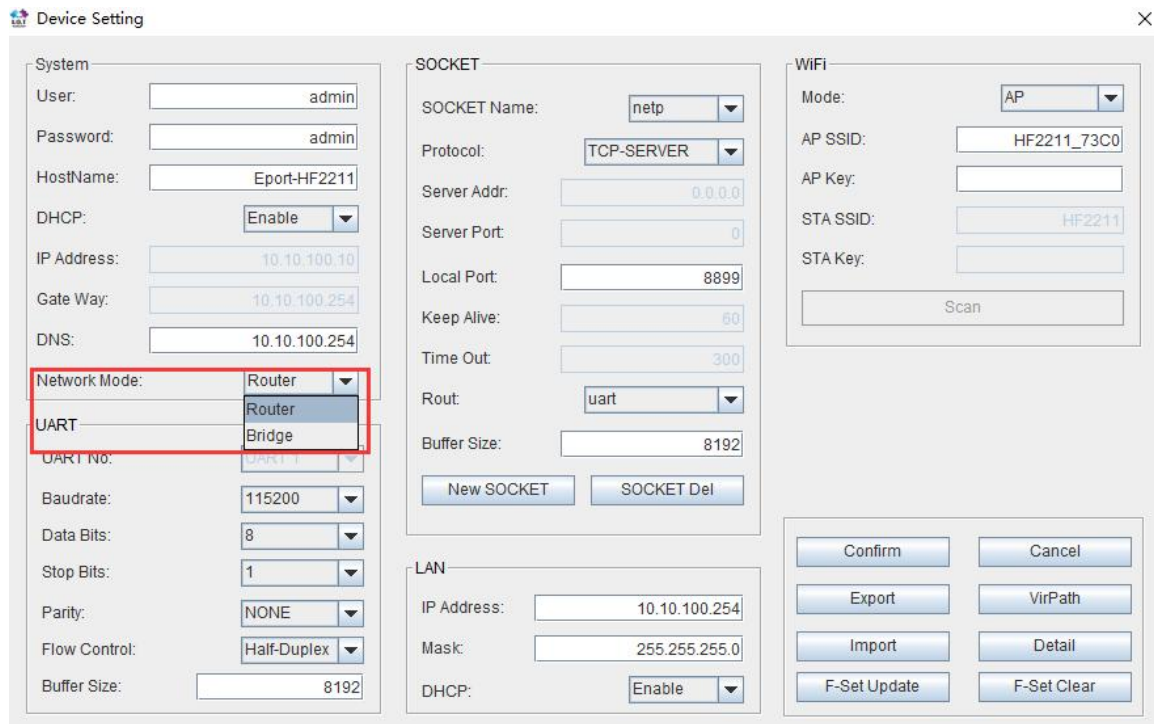 Device Setting
System
User: admin
Password: admin
HostName: Eport-HF2211
DHCP: Enable
IP Address: 10.10.100.10
Gate Way: 10.10.100.254
DNS: 10.10.100.254
Network Mode: Router
Router
Bridge
UART
UART No: UART 1
Baudrate: 115200
Data Bits: 8
Stop Bits: 1
Parity: NONE
Flow Control: Half-Duplex
Buffer Size: 8192
SOCKET
SOCKET Name: netp
Protocol: TCP-SERVER
Server Addr: 0.0.0.0
Server Port: 0
Local Port: 8899
Keep Alive: 60
Time Out: 300
Rout: uart
Buffer Size: 8192
New SOCKET SOCKET Del
LAN
IP Address: 10.10.100.254
Mask: 255.255.255.0
DHCP: Enable
WiFi
Mode: AP
AP SSID: HF2211_73C0
AP Key:
STA SSID: HF2211
STA Key:
Scan
Confirm Cancel
Export VirPath
Import Detail
F-Set Update F-Set Clear